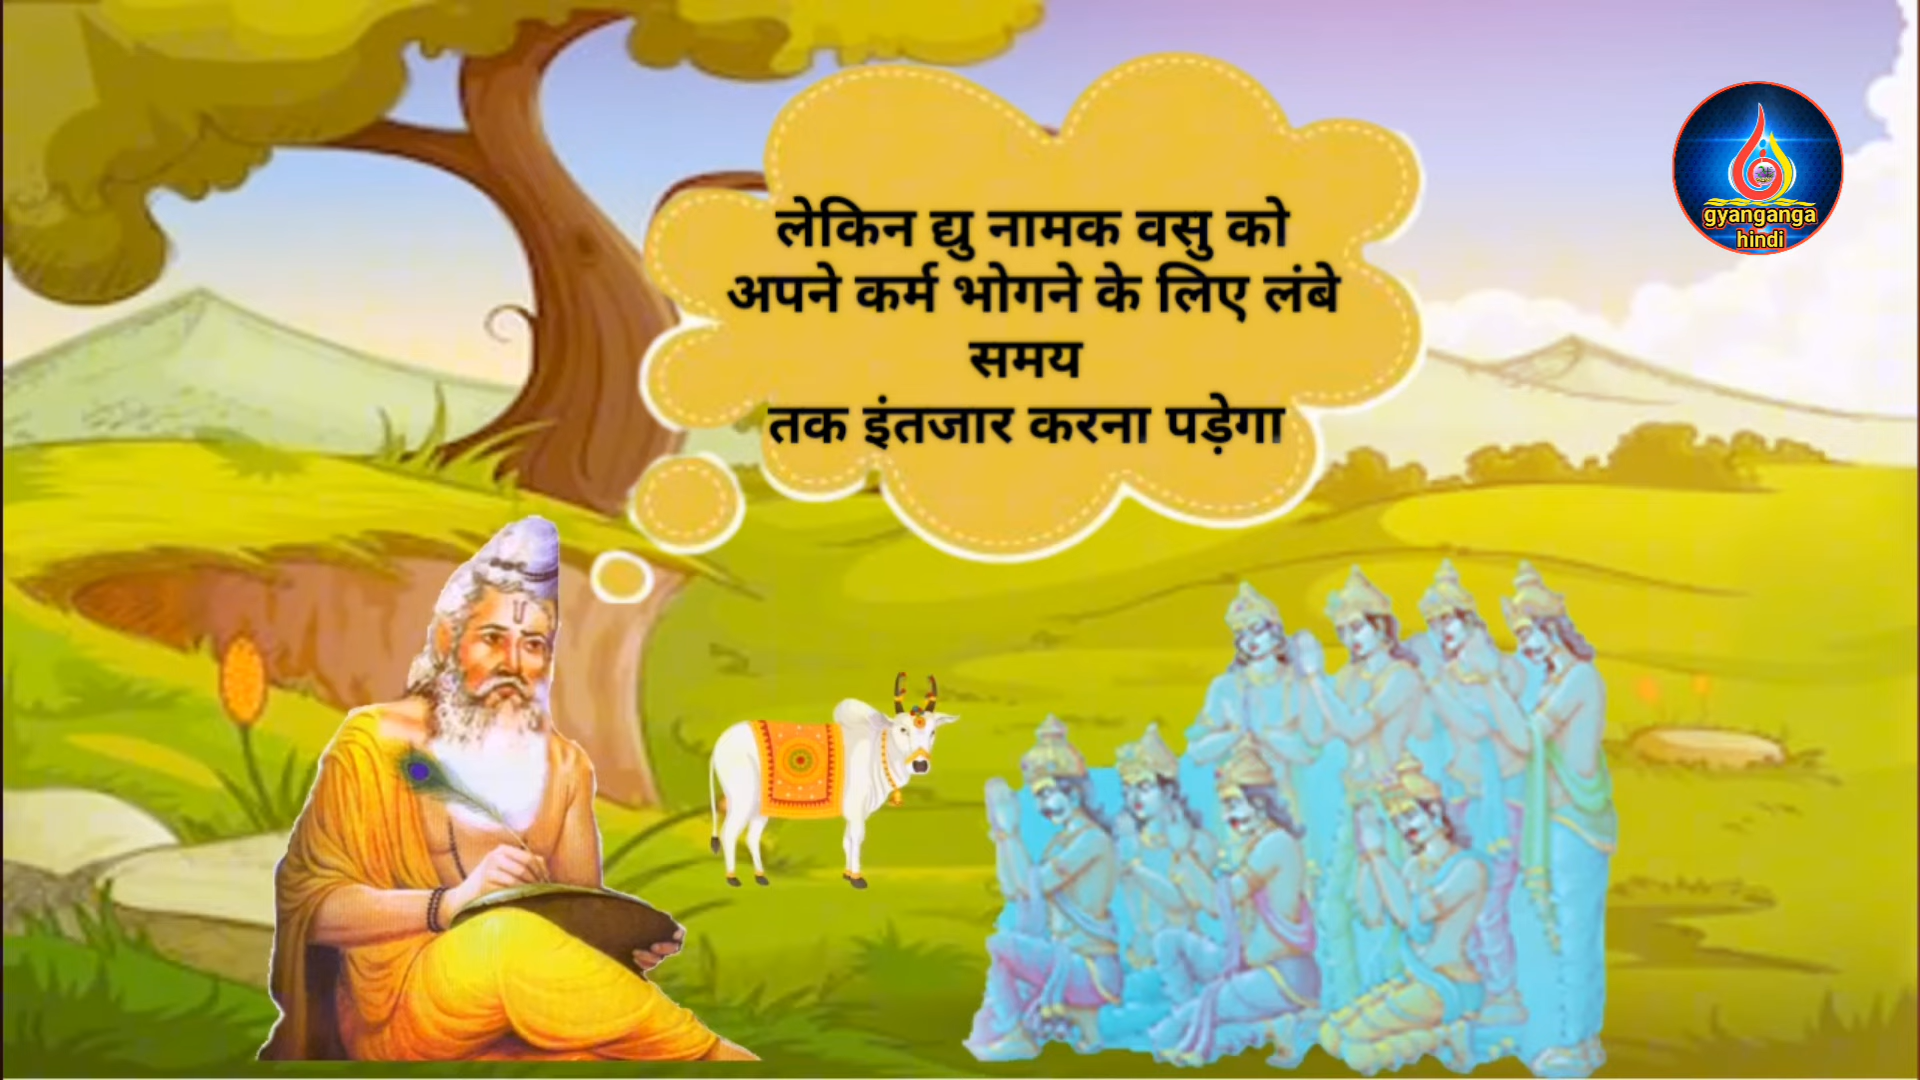 लेकिन द्यु नामक वसु को
अपने कर्म भोगने के लिए लंबे
समय
तक इंतजार करना पड़ेगा
gyanganga
hindi